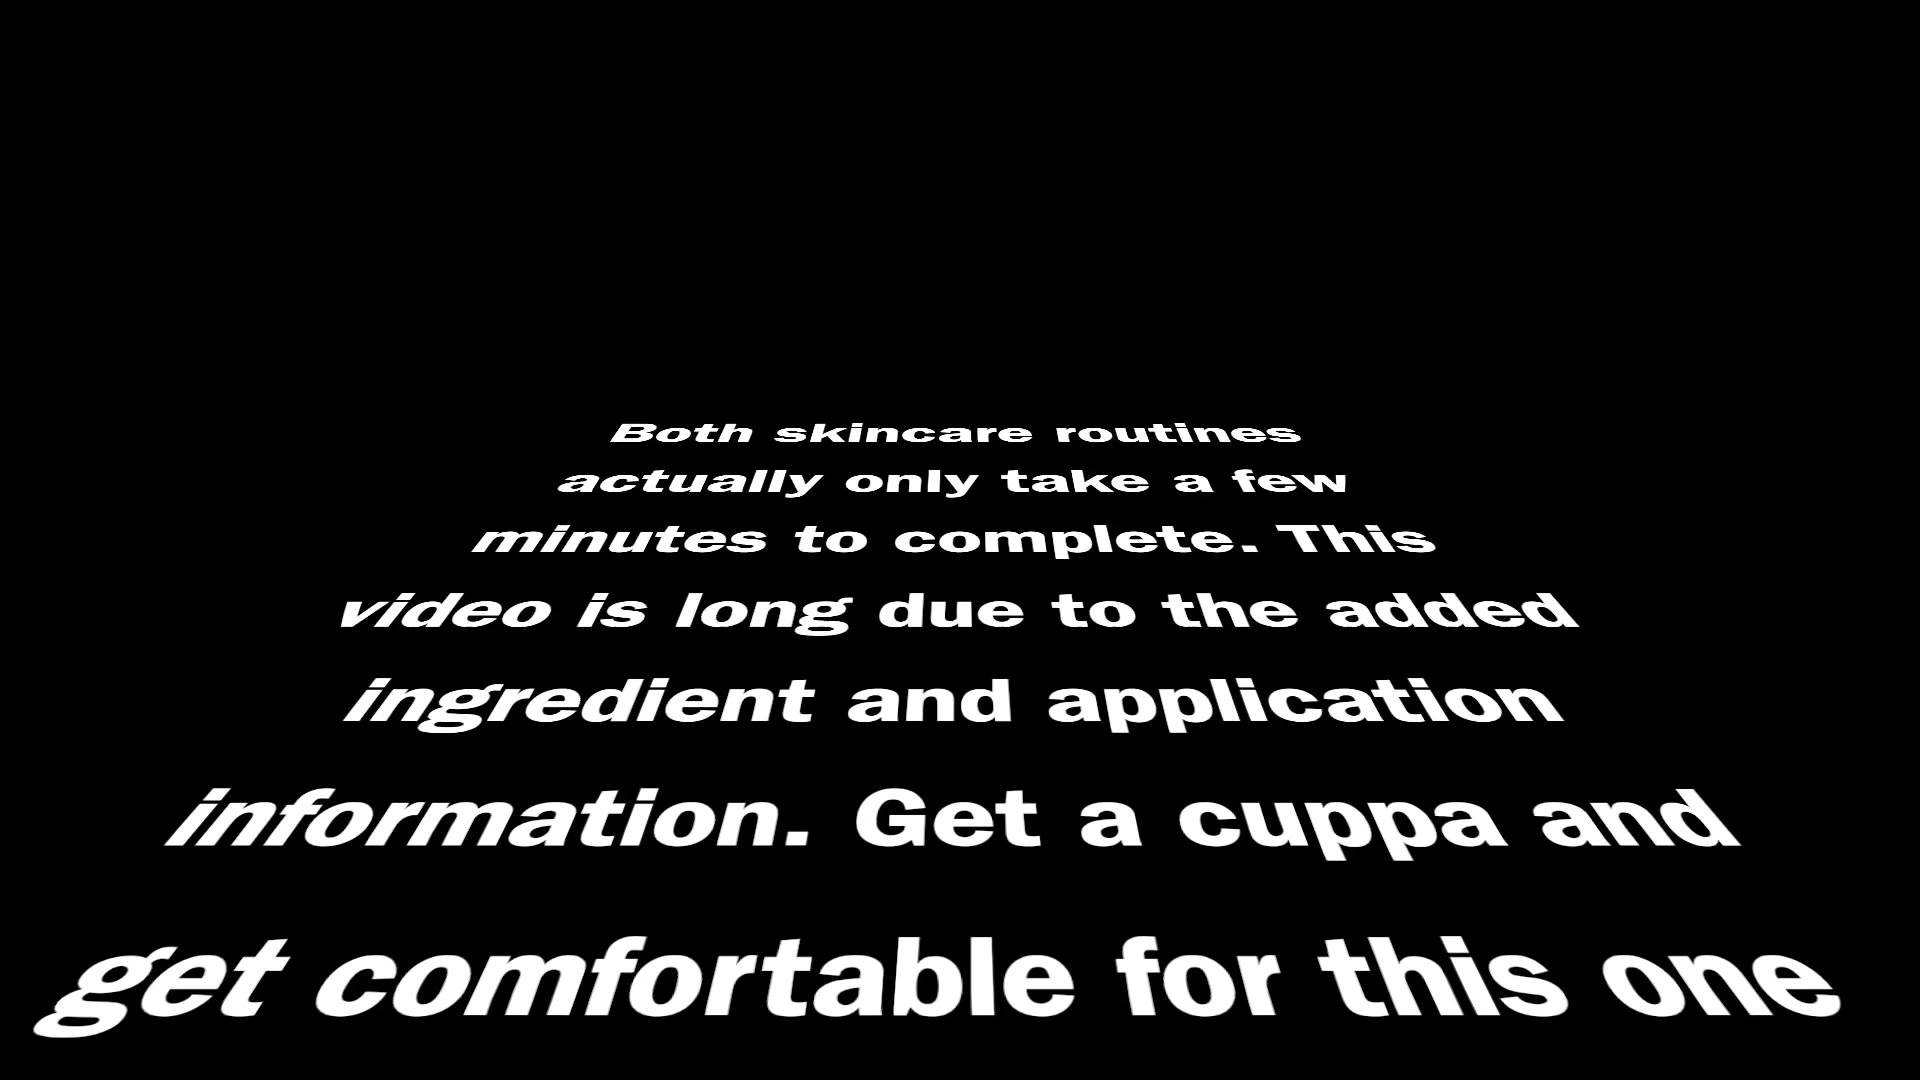 Both skincare routines
actually only take a few
minutes to complete. This
video is long due to the added
ingredient and application
information. Get a cuppa and
get comfortable for this one